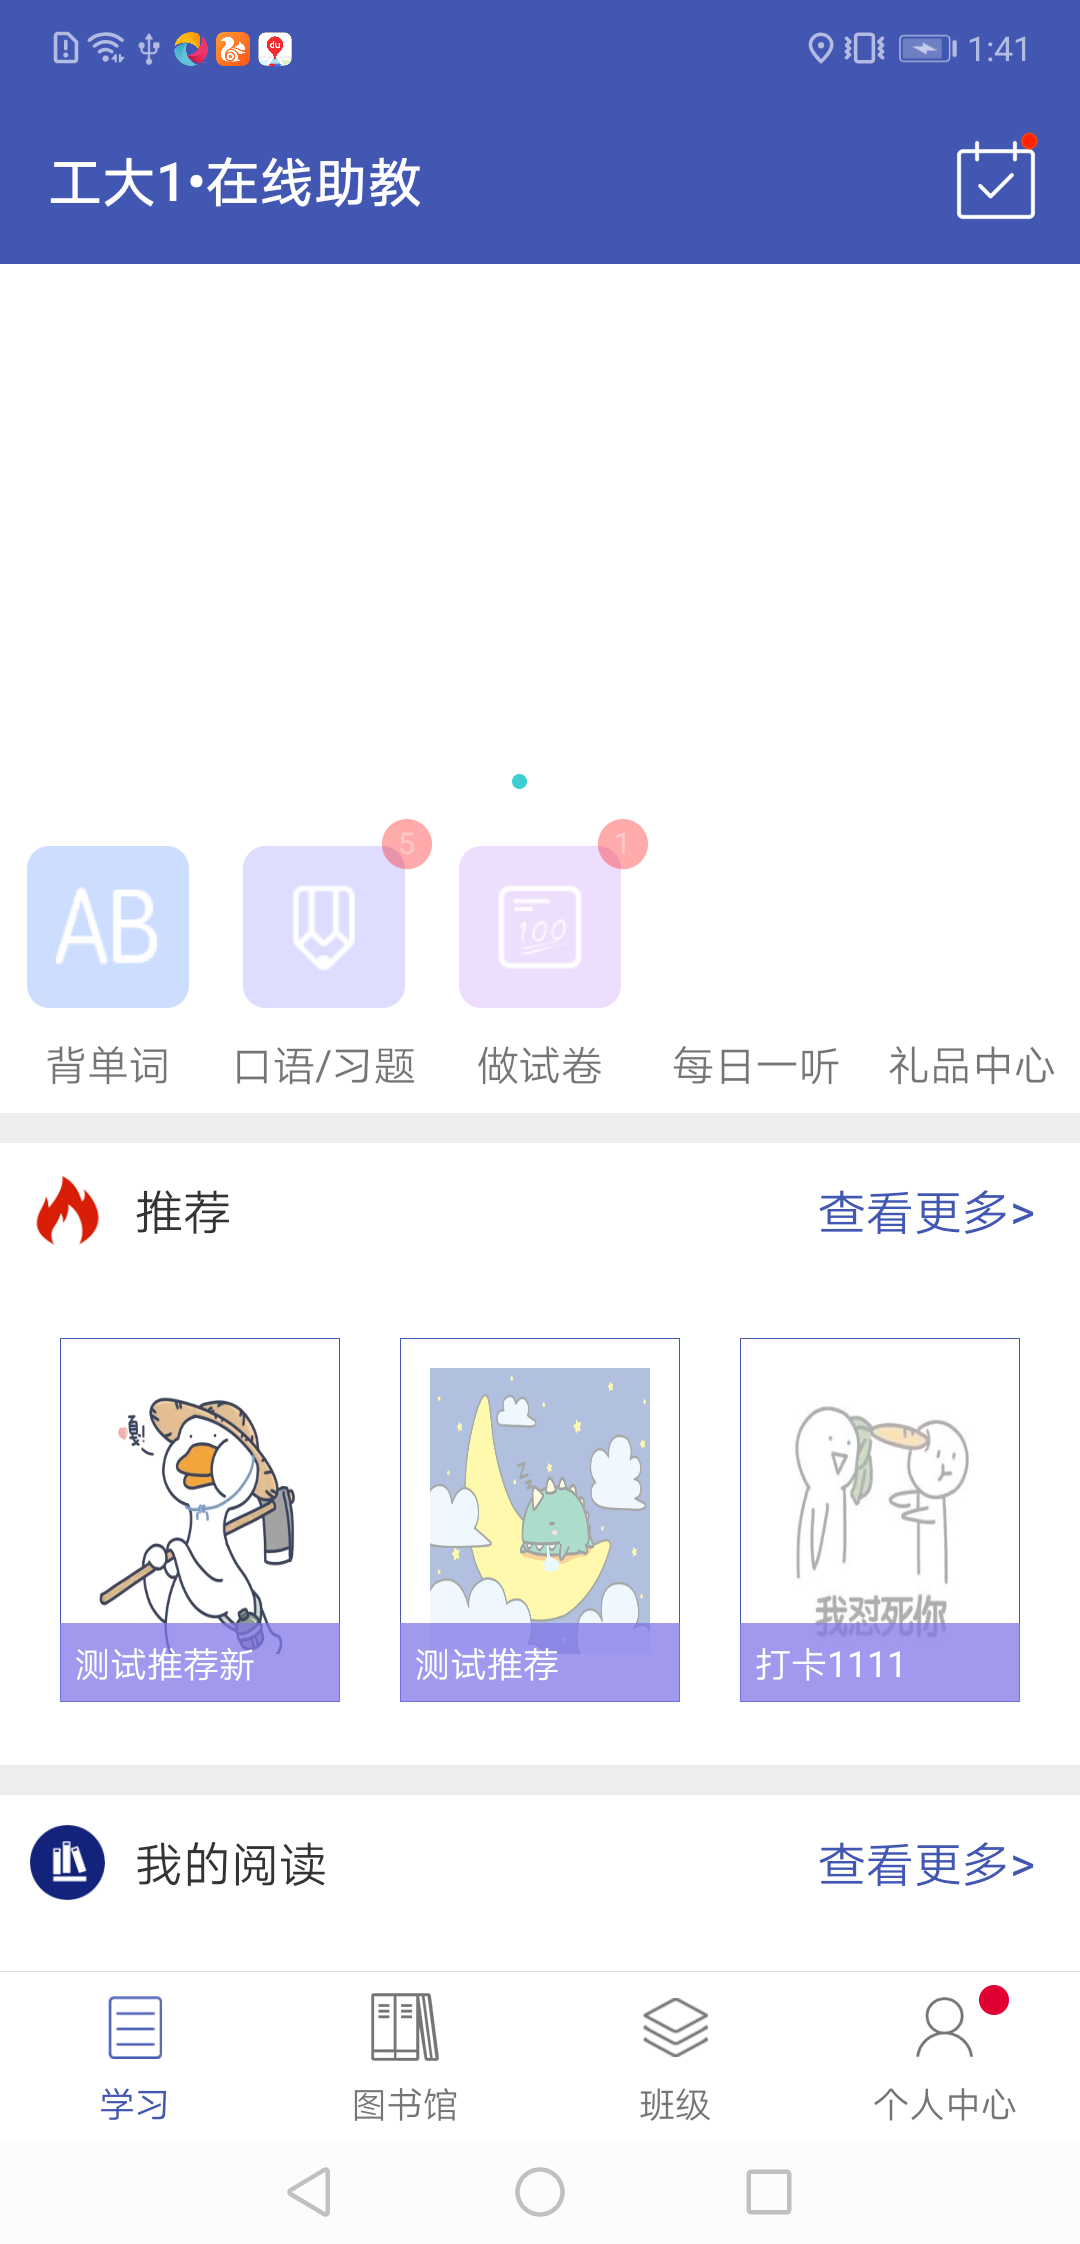 1:41
工大1•在线助教
5
1
AB
100
背单词
口语/习题
做试卷
每日一听
礼品中心
推荐
查看更多>
嘎!
我怼死你
测试推荐新
测试推荐
打卡1111
我的阅读
查看更多>
学习
图书馆
班级
个人中心